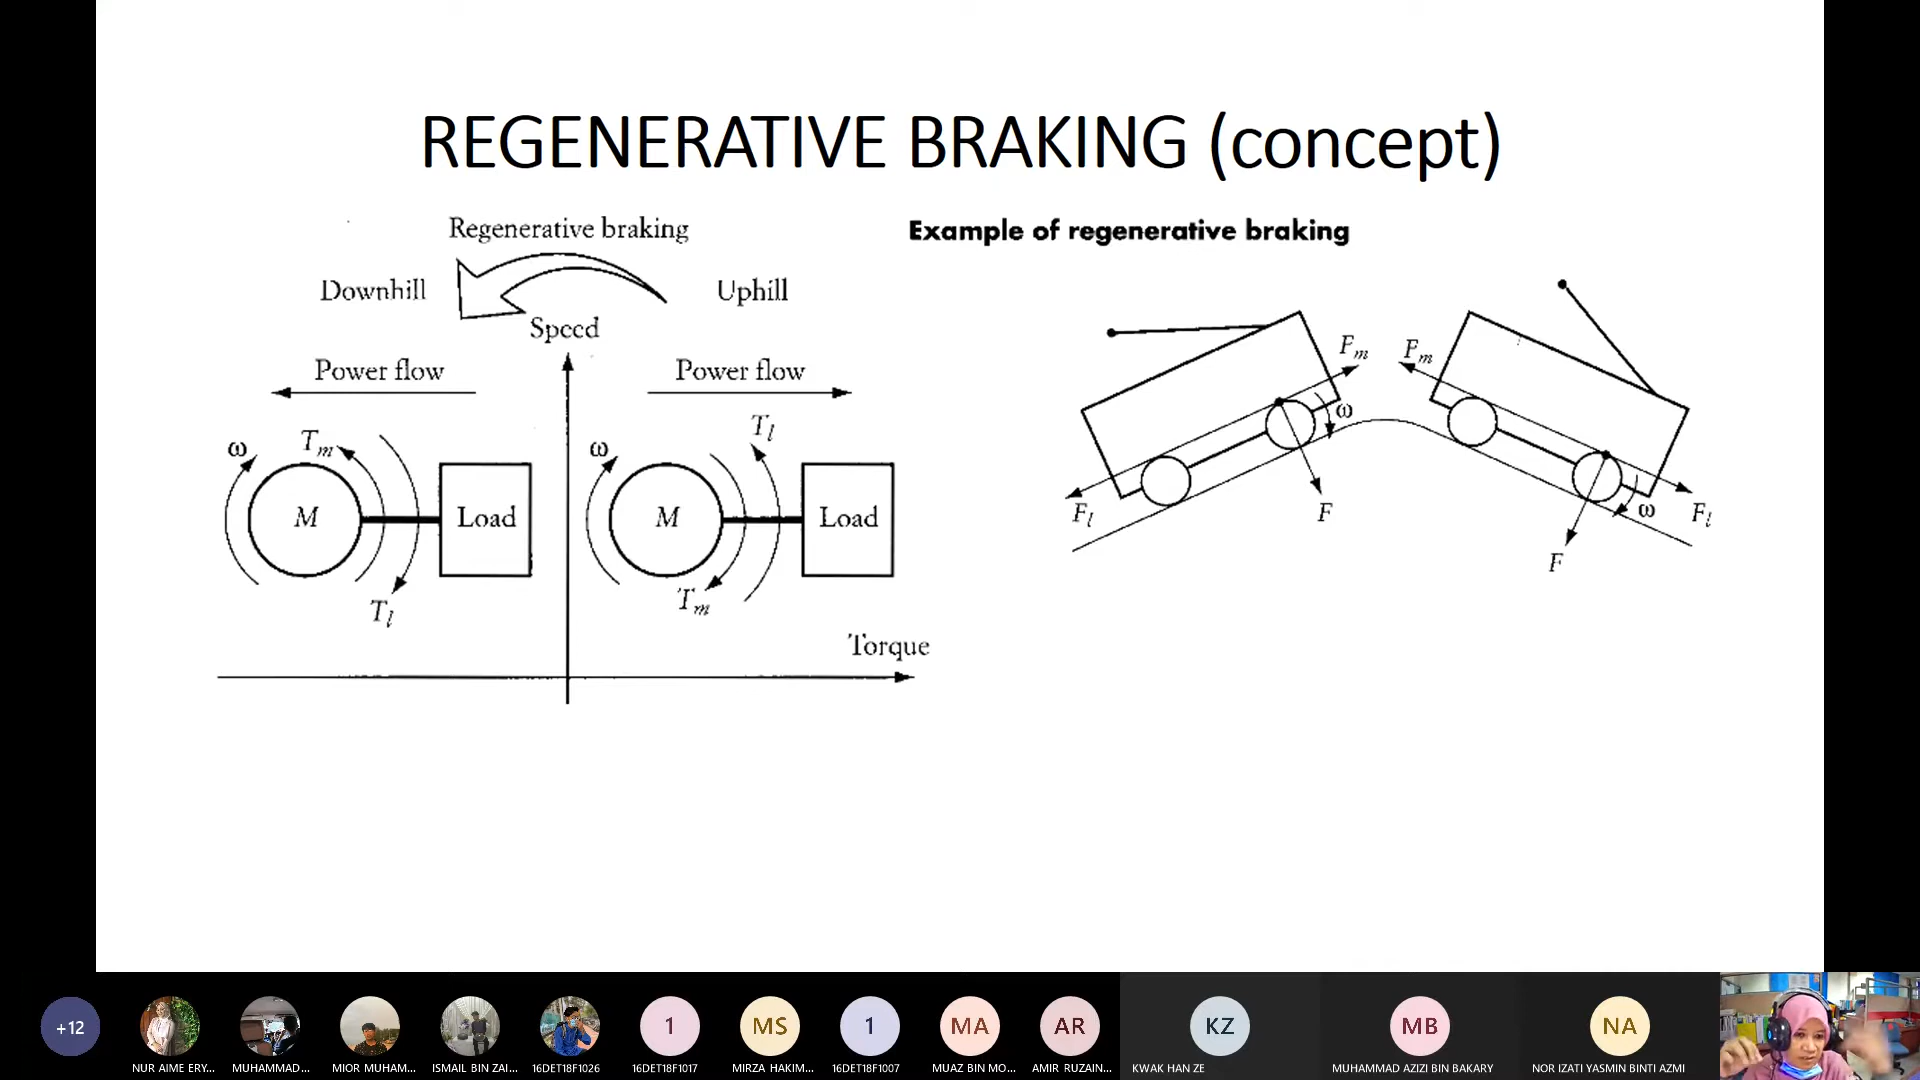 REGENERATIVE BRAKING (concept)
Regenerative braking
Downhill
Uphill
Speed
Power flow
Power flow
ω
Tm
M
Load
Tl
ω
Tl
M
Load
Tm
Torque
Example of regenerative braking
Fm
ω
Fl
F
Fm
ω
Fl
F
+12
NUR AIME ERY...
MUHAMMAD...
MIOR MUHAM...
ISMAIL BIN ZAI...
16DET18F1026
1
16DET18F1017
MS
MIRZA HAKIM...
1
16DET18F1007
MA
MUAZ BIN MO...
AR
AMIR RUZAIN...
KZ
KWAK HAN ZE
MB
MUHAMMAD AZIZI BIN BAKARY
NA
NOR IZATI YASMIN BINTI AZMI